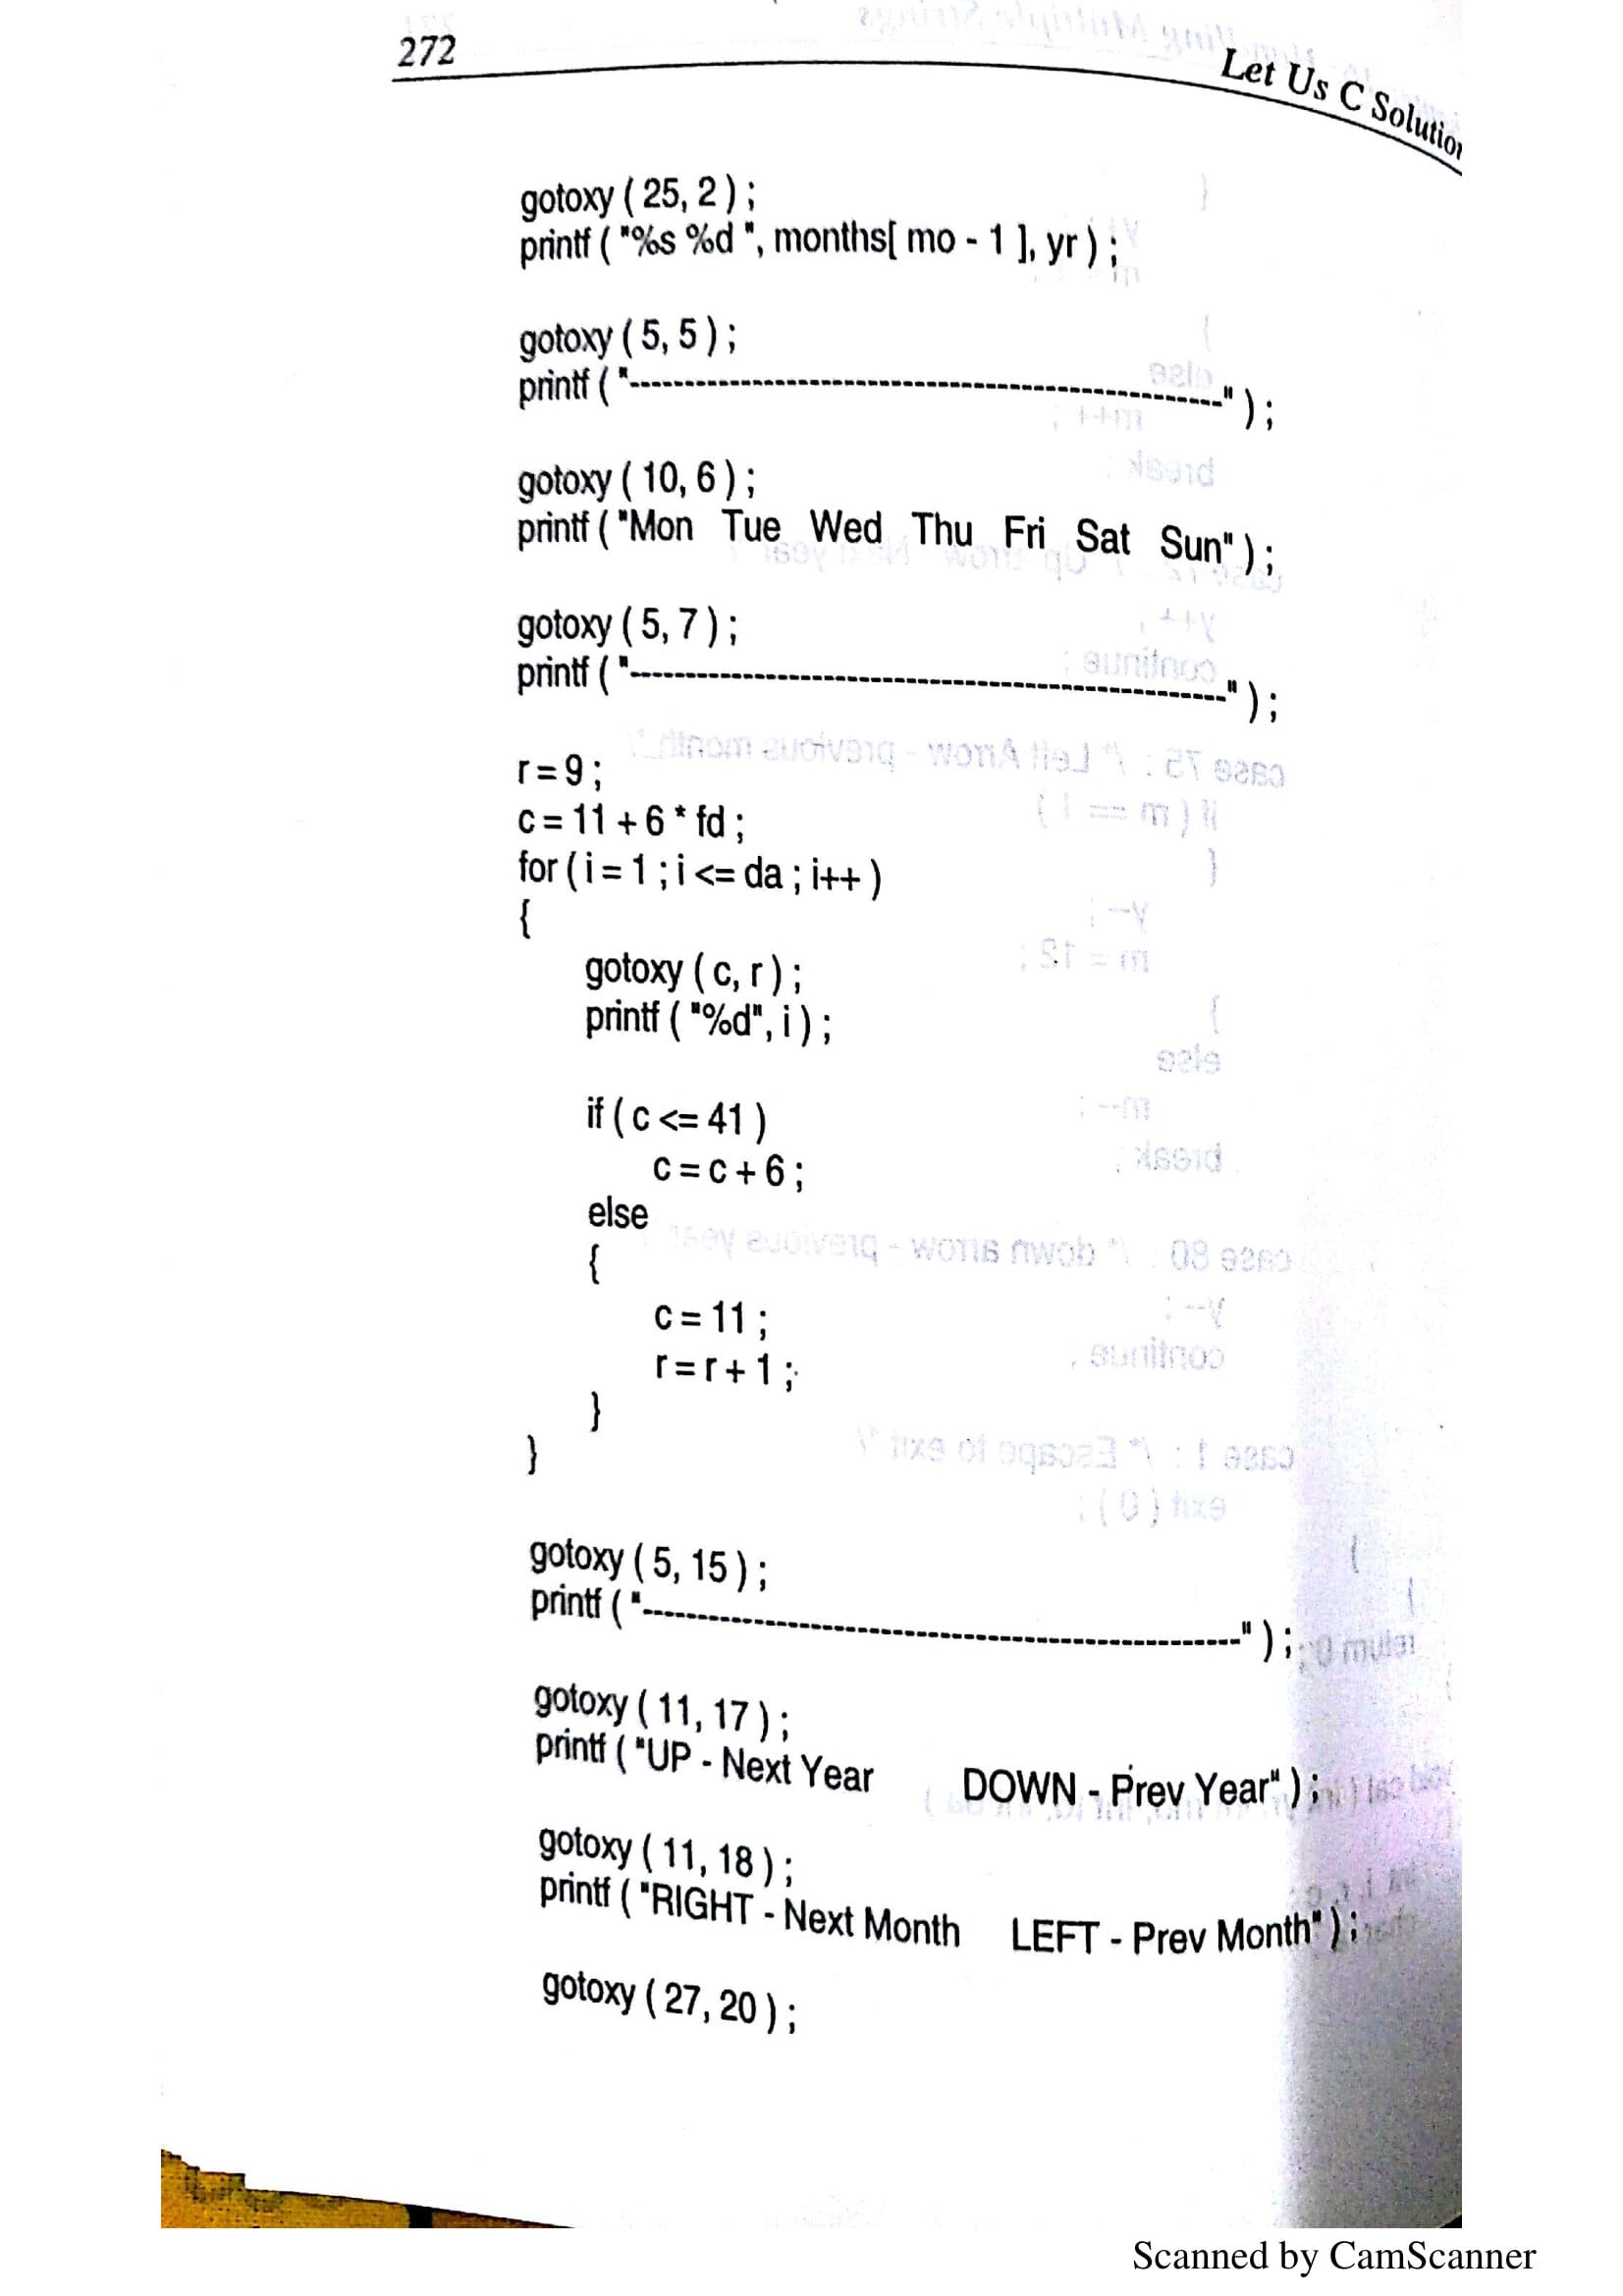 272
Let Us C Solution
gotoxy ( 25, 2 ) ;
printf ( "%s %d ", months[ mo - 1 ], yr ) ;
gotoxy ( 5, 5 ) ;
printf ( "------------------------------------------------------" ) ;
gotoxy ( 10, 6 ) ;
printf ( "Mon   Tue   Wed   Thu   Fri   Sat   Sun" ) ;
gotoxy ( 5, 7 ) ;
printf ( "------------------------------------------------------" ) ;
r = 9 ;
c = 11 + 6 * fd ;
for ( i = 1 ; i <= da ; i++ )
{
gotoxy ( c, r ) ;
printf ( "%d", i ) ;
if ( c <= 41 )
c = c + 6 ;
else
{
c = 11 ;
r = r + 1 ;
}
}
gotoxy ( 5, 15 ) ;
printf ( "------------------------------------------------------" ) ;
gotoxy ( 11, 17 ) ;
printf ( "UP - Next Year        DOWN - Prev Year" ) ;
gotoxy ( 11, 18 ) ;
printf ( "RIGHT - Next Month     LEFT - Prev Month" ) ;
gotoxy ( 27, 20 ) ;
Scanned by CamScanner